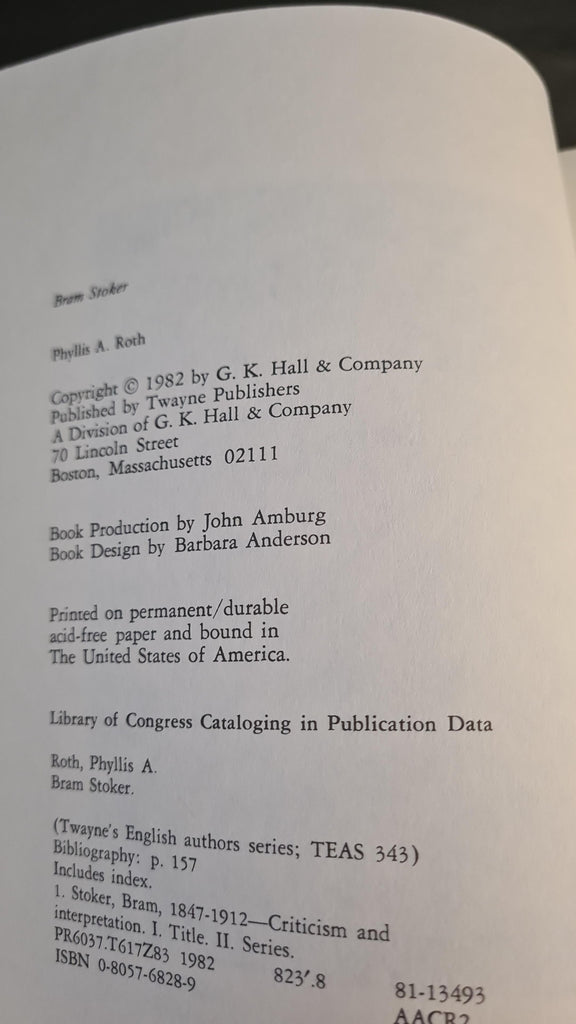 Bram Stoker
Phyllis A. Roth
Copyright © 1982 by G. K. Hall & Company
Published by Twayne Publishers
A Division of G. K. Hall & Company
70 Lincoln Street
Boston, Massachusetts 02111
Book Production by John Amburg
Book Design by Barbara Anderson
Printed on permanent/durable
acid-free paper and bound in
The United States of America.
Library of Congress Cataloging in Publication Data
Roth, Phyllis A.
Bram Stoker.
(Twayne's English authors series; TEAS 343)
Bibliography: p. 157
Includes index.
1. Stoker, Bram, 1847-1912—Criticism and
interpretation. I. Title. II. Series.
PR6037.T617Z83 1982 823′.8 81-13493
ISBN 0-8057-6828-9 AACR2